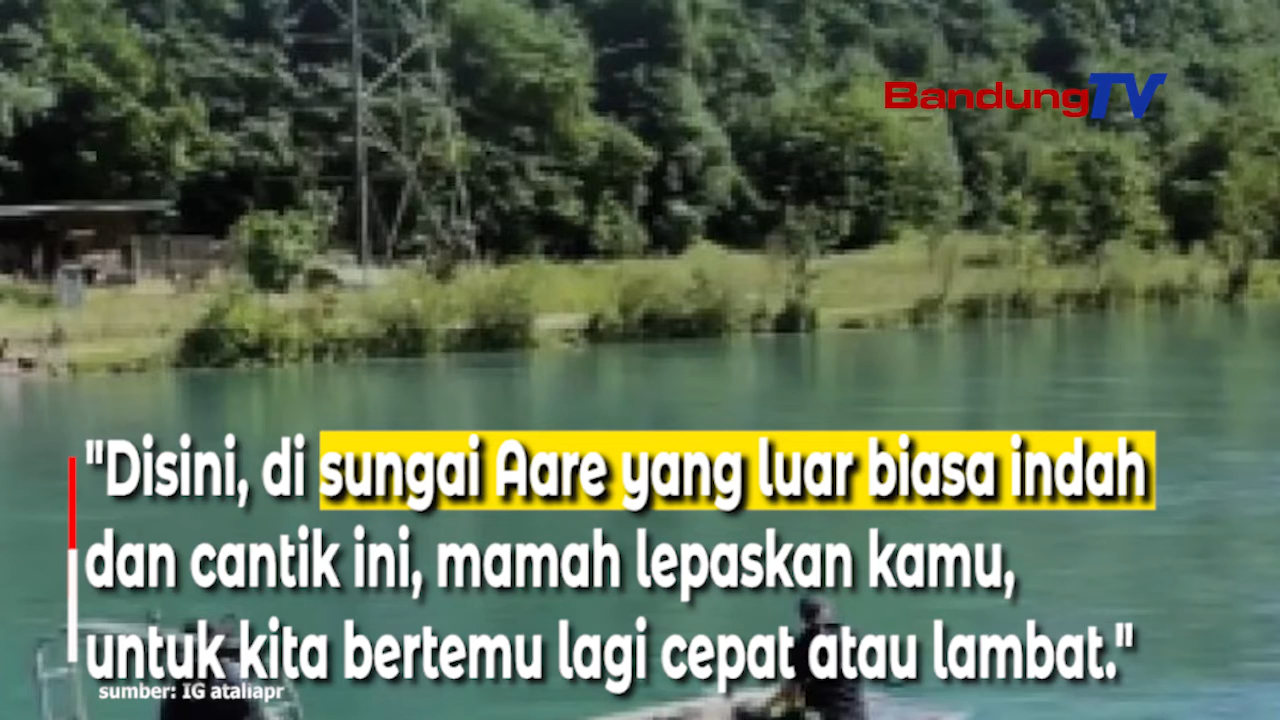 BandungTV
"Disini, di sungai Aare yang luar biasa indah
dan cantik ini, mamah lepaskan kamu,
untuk kita bertemu lagi cepat atau lambat."
sumber: IG ataliapr